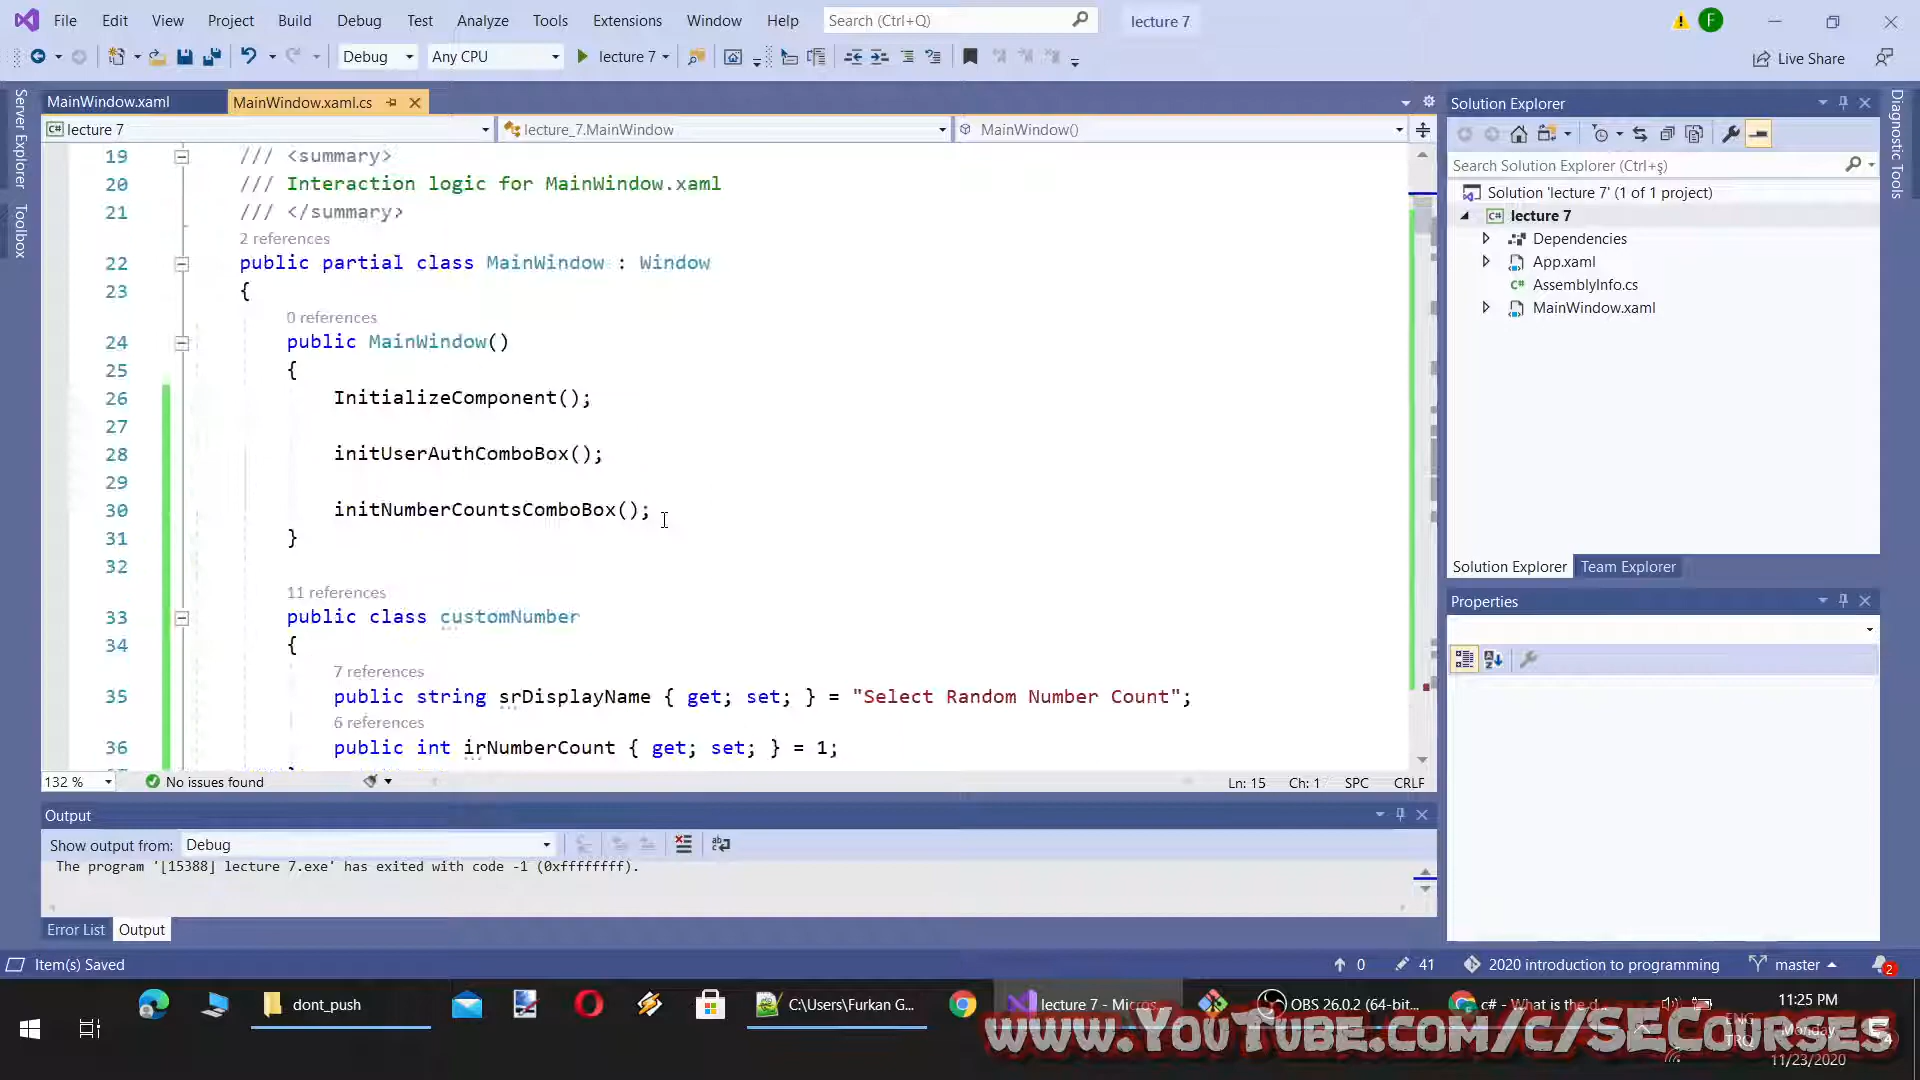 File Edit View Project Build Debug Test Analyze Tools Extensions Window Help Search (Ctrl+Q) lecture 7 F
Debug Any CPU lecture 7 Live Share
Server Explorer
Toolbox
MainWindow.xaml MainWindow.xaml.cs
lecture 7 lecture_7.MainWindow MainWindow()
19 /// <summary>
20 /// Interaction logic for MainWindow.xaml
21 /// </summary>
2 references
22 public partial class MainWindow : Window
23 {
0 references
24 public MainWindow()
25 {
26 InitializeComponent();
27
28 initUserAuthComboBox();
29
30 initNumberCountsComboBox();
31 }
32
11 references
33 public class customNumber
34 {
7 references
35 public string srDisplayName { get; set; } = "Select Random Number Count";
6 references
36 public int irNumberCount { get; set; } = 1;
132 % No issues found Ln: 15 Ch: 1 SPC CRLF
Output
Show output from: Debug
The program '[15388] lecture 7.exe' has exited with code -1 (0xffffffff).
Error List Output
Solution Explorer
Search Solution Explorer (Ctrl+ş)
Solution 'lecture 7' (1 of 1 project)
lecture 7
Dependencies
App.xaml
AssemblyInfo.cs
MainWindow.xaml
Solution Explorer Team Explorer
Properties
Diagnostic Tools
Item(s) Saved 0 41 2020 introduction to programming master 2
dont_push C:\Users\Furkan G... lecture 7 - Micros... OBS 26.0.2 (64-bit... c# - What is the d... 11:25 PM
ENG Monday
TRQ 11/23/2020
www.YouTube.com/c/SECourses